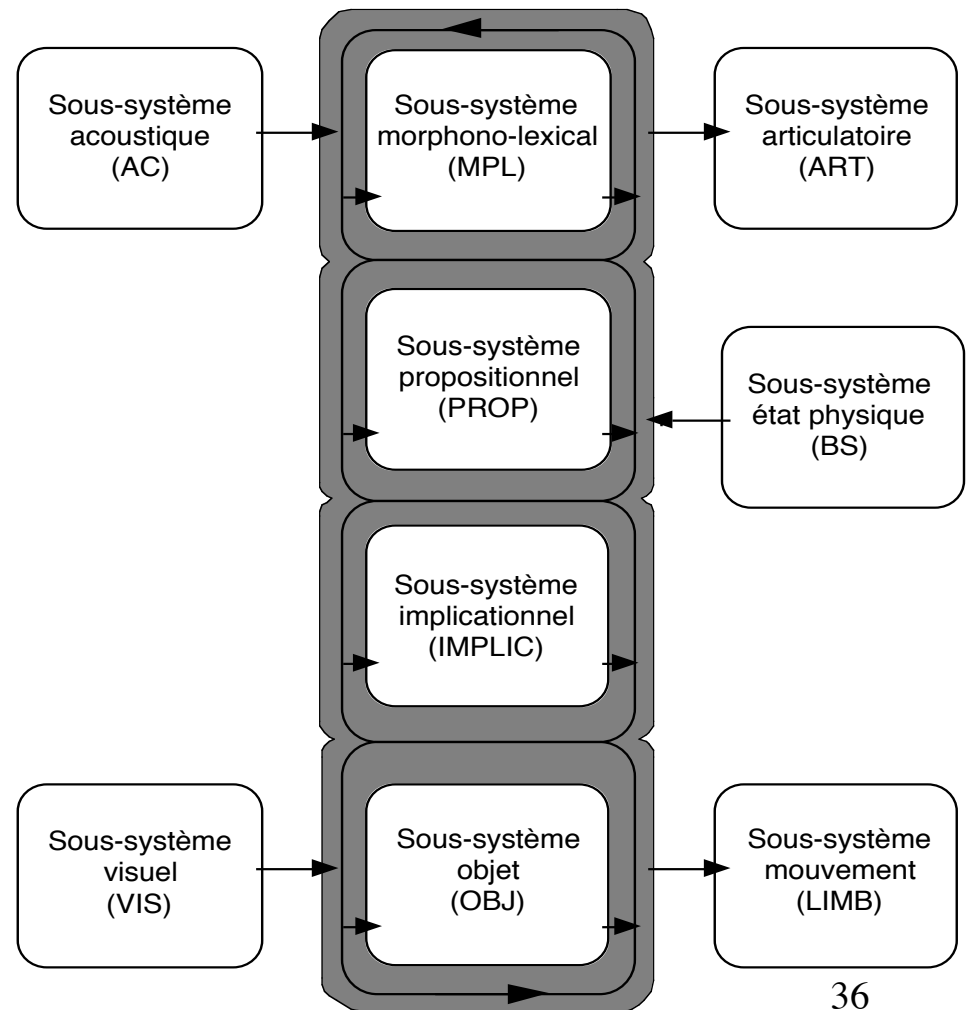 Sous-système
acoustique
(AC)
Sous-système
morphono-lexical
(MPL)
Sous-système
articulatoire
(ART)
Sous-système
propositionnel
(PROP)
Sous-système
état physique
(BS)
Sous-système
implicationnel
(IMPLIC)
Sous-système
visuel
(VIS)
Sous-système
objet
(OBJ)
Sous-système
mouvement
(LIMB)
36